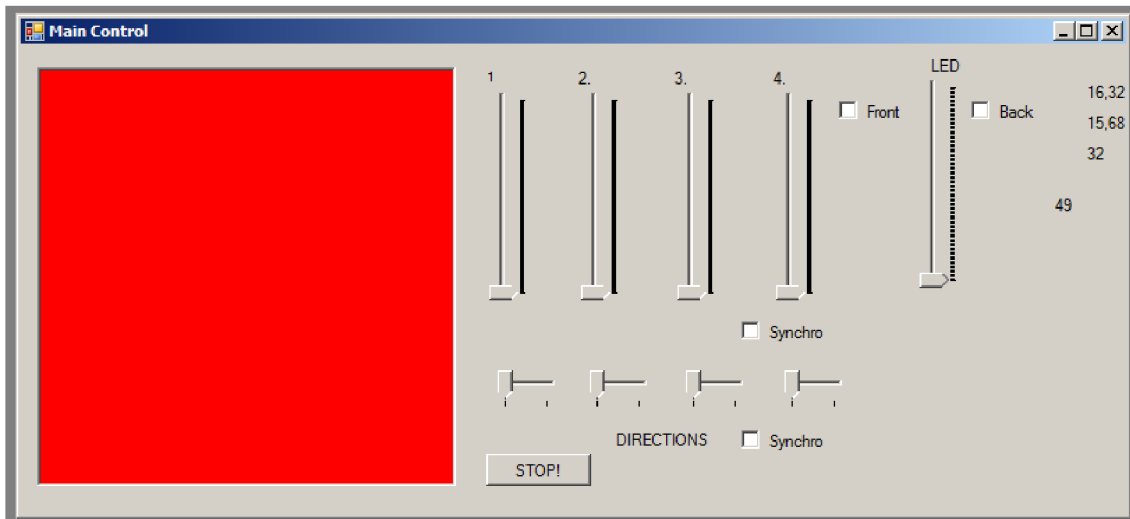 Main Control
1 2. 3. 4. LED
Front Back 16,32
15,68
32
49
Synchro
DIRECTIONS Synchro
STOP!